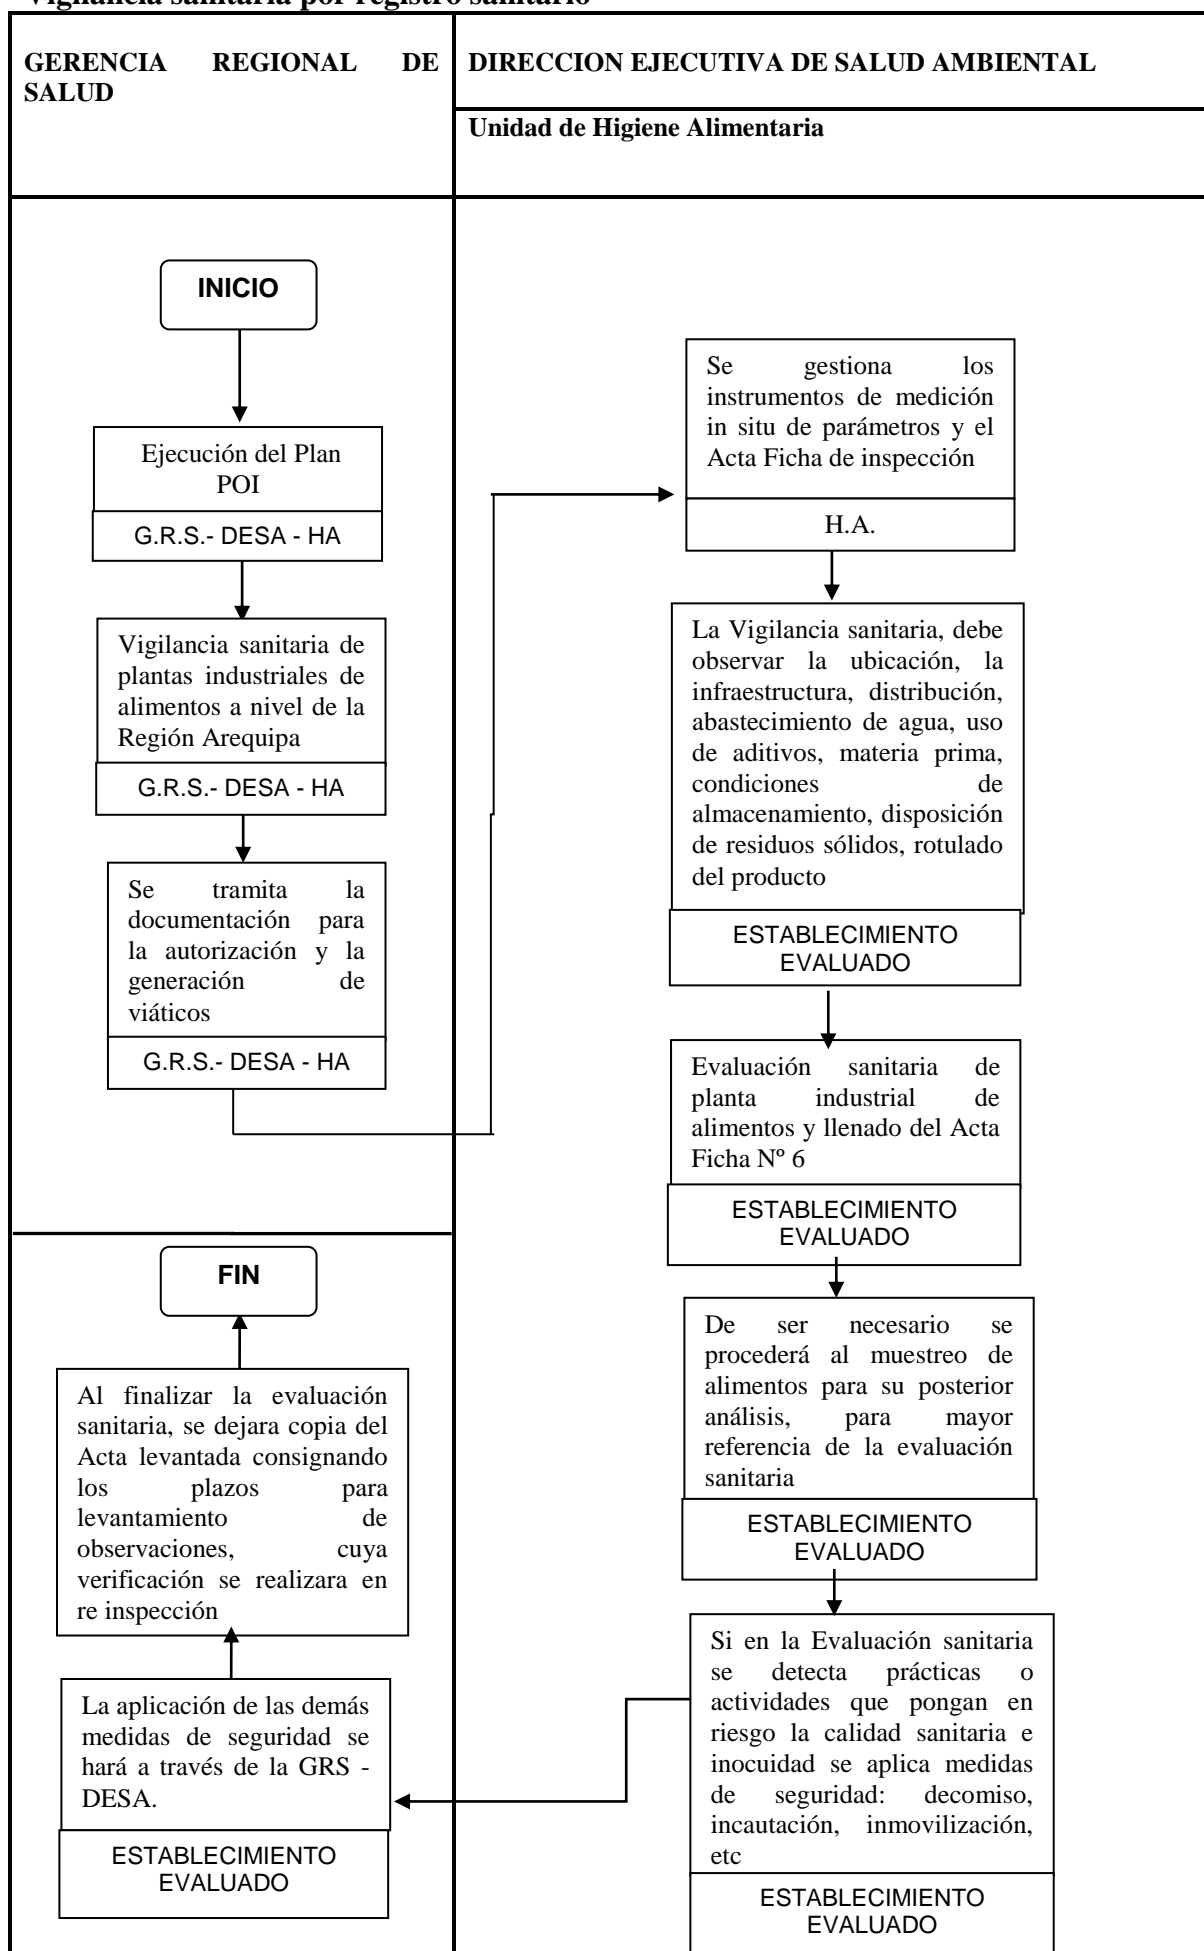 Vigilancia sanitaria por registro sanitario
GERENCIA REGIONAL DE
SALUD
DIRECCION EJECUTIVA DE SALUD AMBIENTAL
Unidad de Higiene Alimentaria
INICIO
Ejecución del Plan
POI
G.R.S.- DESA - HA
Vigilancia sanitaria de
plantas industriales de
alimentos a nivel de la
Región Arequipa
G.R.S.- DESA - HA
Se tramita la
documentación para
la autorización y la
generación de
viáticos
G.R.S.- DESA - HA
Se gestiona los
instrumentos de medición
in situ de parámetros y el
Acta Ficha de inspección
H.A.
La Vigilancia sanitaria, debe
observar la ubicación, la
infraestructura, distribución,
abastecimiento de agua, uso
de aditivos, materia prima,
condiciones de
almacenamiento, disposición
de residuos sólidos, rotulado
del producto
ESTABLECIMIENTO
EVALUADO
Evaluación sanitaria de
planta industrial de
alimentos y llenado del Acta
Ficha Nº 6
ESTABLECIMIENTO
EVALUADO
De ser necesario se
procederá al muestreo de
alimentos para su posterior
análisis, para mayor
referencia de la evaluación
sanitaria
ESTABLECIMIENTO
EVALUADO
Si en la Evaluación sanitaria
se detecta prácticas o
actividades que pongan en
riesgo la calidad sanitaria e
inocuidad se aplica medidas
de seguridad: decomiso,
incautación, inmovilización,
etc
ESTABLECIMIENTO
EVALUADO
La aplicación de las demás
medidas de seguridad se
hará a través de la GRS -
DESA.
ESTABLECIMIENTO
EVALUADO
Al finalizar la evaluación
sanitaria, se dejara copia del
Acta levantada consignando
los plazos para
levantamiento de
observaciones, cuya
verificación se realizara en
re inspección
FIN